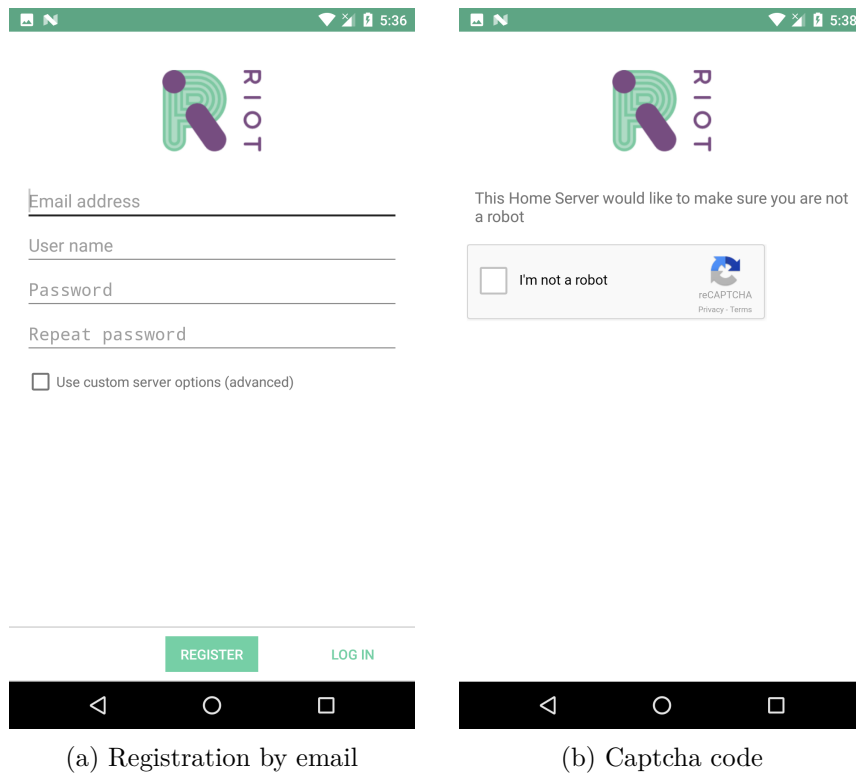 5:36
RIOT
Email address
User name
Password
Repeat password
Use custom server options (advanced)
REGISTER LOG IN
(a) Registration by email
5:38
RIOT
This Home Server would like to make sure you are not
a robot
I'm not a robot
reCAPTCHA
Privacy - Terms
(b) Captcha code